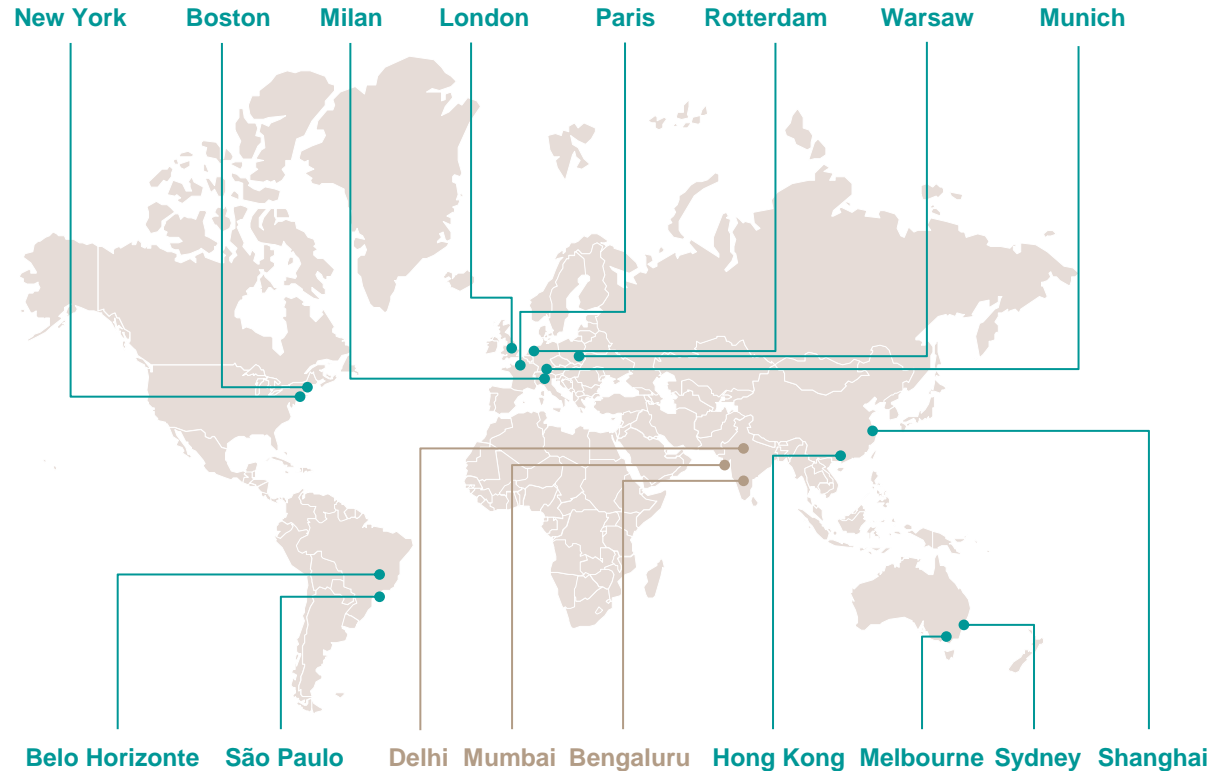 New York Boston Milan London Paris Rotterdam Warsaw Munich
Belo Horizonte São Paulo Delhi Mumbai Bengaluru Hong Kong Melbourne Sydney Shanghai